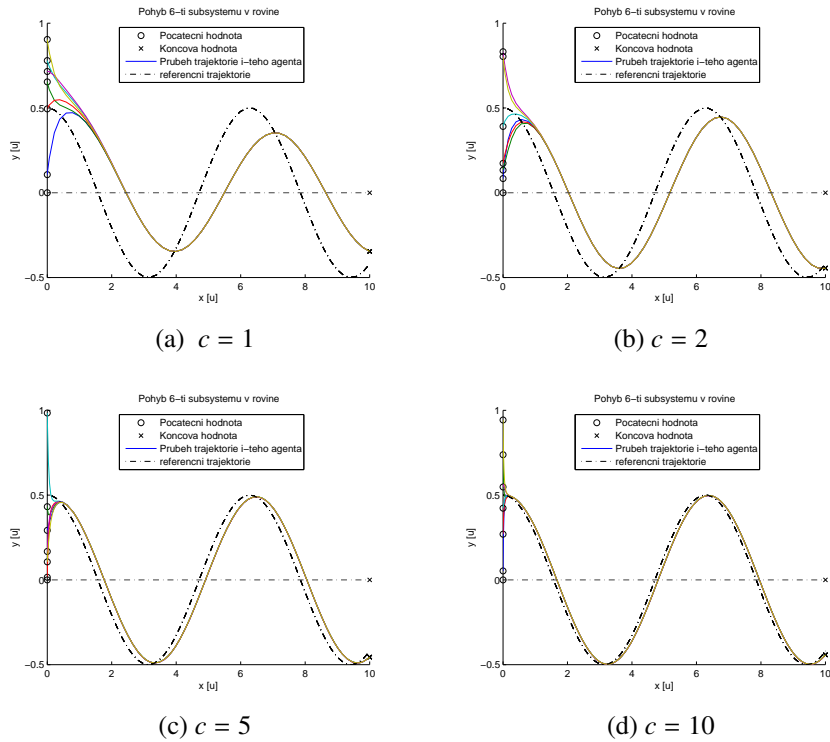 Pohyb 6-ti subsystemu v rovine
1
0.5
0
−0.5
y [u]
Pocatecni hodnota
Koncova hodnota
Prubeh trajektorie i-teho agenta
referencni trajektorie
0 2 4 6 8 10
x [u]
(a) c = 1
Pohyb 6-ti subsystemu v rovine
1
0.5
0
−0.5
y [u]
Pocatecni hodnota
Koncova hodnota
Prubeh trajektorie i-teho agenta
referencni trajektorie
0 2 4 6 8 10
x [u]
(b) c = 2
Pohyb 6-ti subsystemu v rovine
1
0.5
0
−0.5
y [u]
Pocatecni hodnota
Koncova hodnota
Prubeh trajektorie i-teho agenta
referencni trajektorie
0 2 4 6 8 10
x [u]
(c) c = 5
Pohyb 6-ti subsystemu v rovine
1
0.5
0
−0.5
y [u]
Pocatecni hodnota
Koncova hodnota
Prubeh trajektorie i-teho agenta
referencni trajektorie
0 2 4 6 8 10
x [u]
(d) c = 10